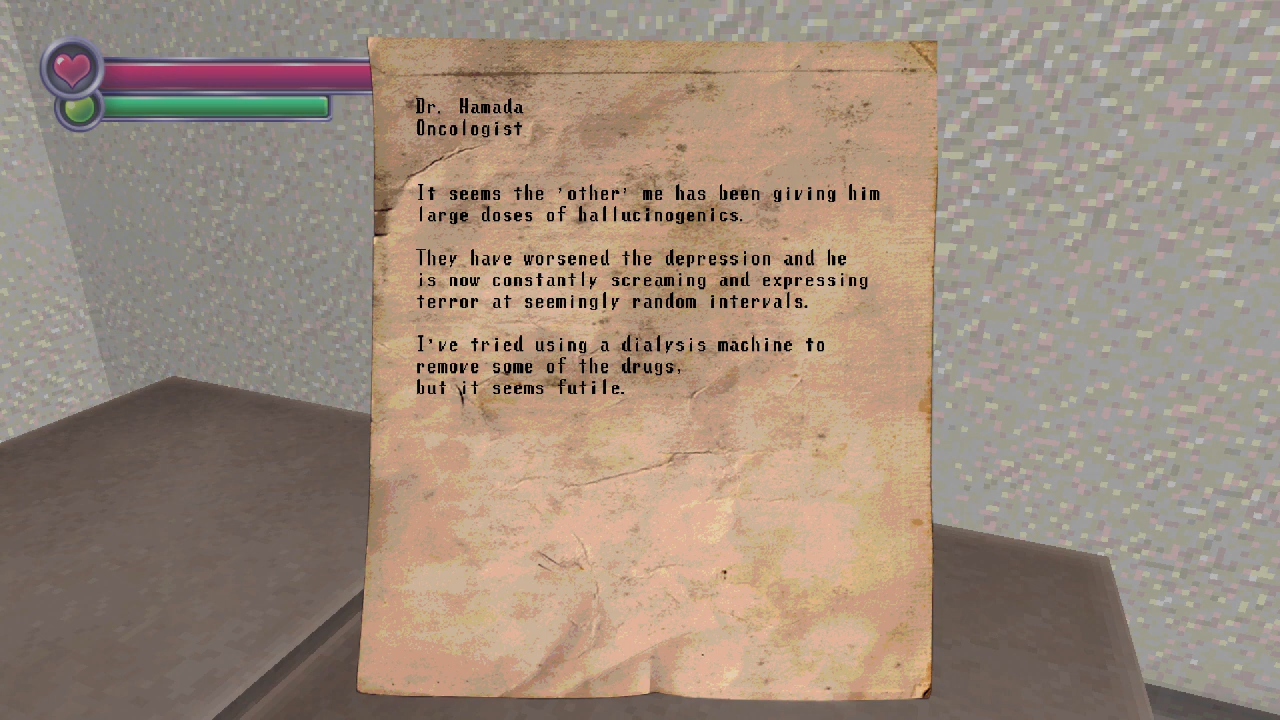 Dr. Hamada
Oncologist
It seems the 'other' me has been giving him
large doses of hallucinogenics.
They have worsened the depression and he
is now constantly screaming and expressing
terror at seemingly random intervals.
I've tried using a dialysis machine to
remove some of the drugs,
but it seems futile.